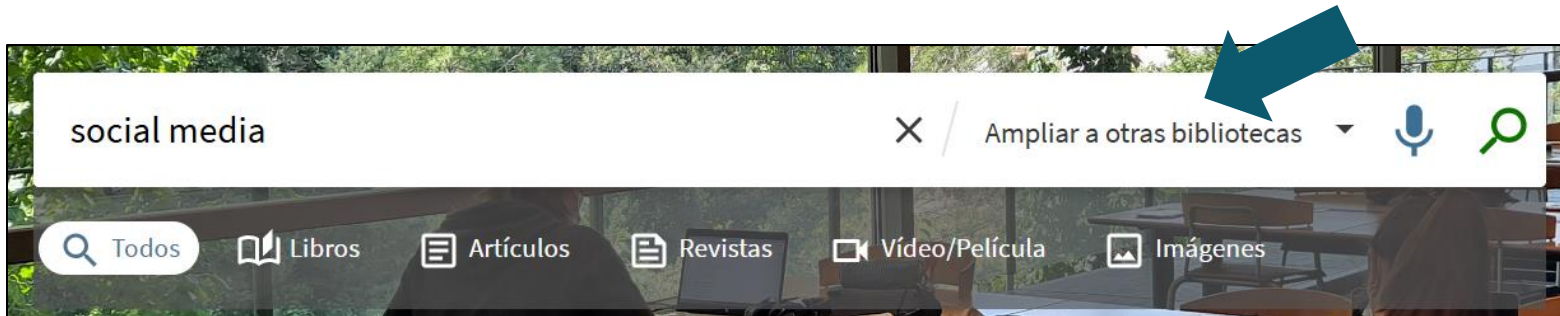 social media Ampliar a otras bibliotecas
Todos Libros Artículos Revistas Vídeo/Película Imágenes